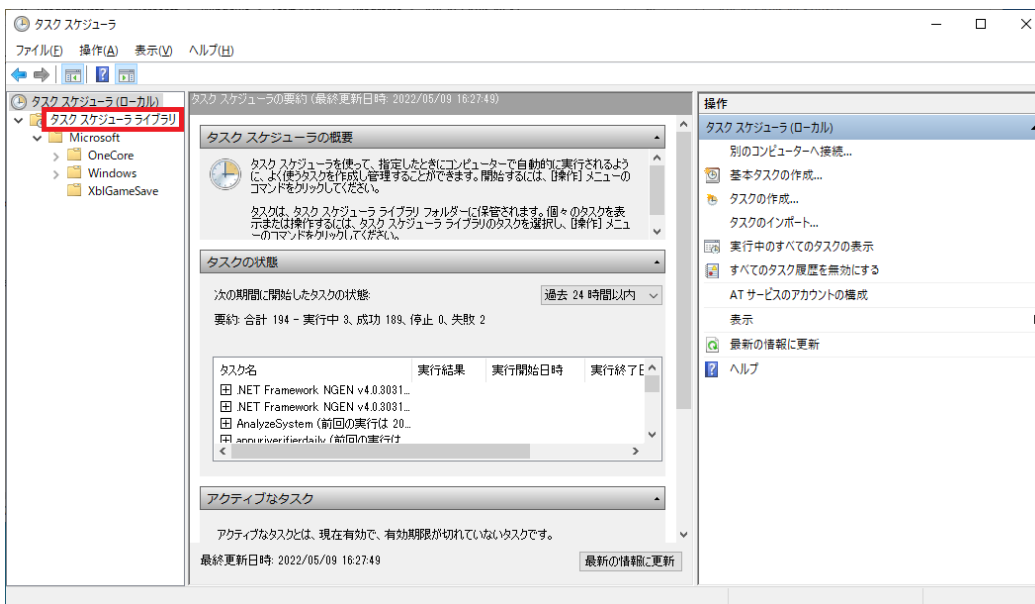 タスク スケジューラ
ファイル(F) 操作(A) 表示(V) ヘルプ(H)
タスク スケジューラ (ローカル)
タスク スケジューラ ライブラリ
Microsoft
OneCore
Windows
XblGameSave
タスク スケジューラの要約 (最終更新日時: 2022/05/09 16:27:49)
タスク スケジューラの概要
タスク スケジューラを使って、指定したときにコンピューターで自動的に実行されるよう
に、よく使うタスクを作成し管理することができます。開始するには、[操作] メニューの
コマンドをクリックしてください。
タスクは、タスク スケジューラ ライブラリ フォルダーに保管されます。個々のタスクを表
示または操作するには、タスク スケジューラ ライブラリのタスクを選択し、[操作] メニュ
ーのコマンドをクリックしてください。
タスクの状態
次の期間に開始したタスクの状態:
過去 24 時間以内
要約: 合計 194 - 実行中 3、成功 189、停止 0、失敗 2
タスク名 実行結果 実行開始日時 実行終了日
.NET Framework NGEN v4.0.3031...
.NET Framework NGEN v4.0.3031...
AnalyzeSystem (前回の実行は 20...
appuriverifierdaily (前回の実行は
アクティブなタスク
アクティブなタスクとは、現在有効で、有効期限が切れていないタスクです。
最終更新日時: 2022/05/09 16:27:49
最新の情報に更新
操作
タスク スケジューラ (ローカル)
別のコンピューターへ接続...
基本タスクの作成...
タスクの作成...
タスクのインポート...
実行中のすべてのタスクの表示
すべてのタスク履歴を無効にする
AT サービスのアカウントの構成
表示
最新の情報に更新
ヘルプ